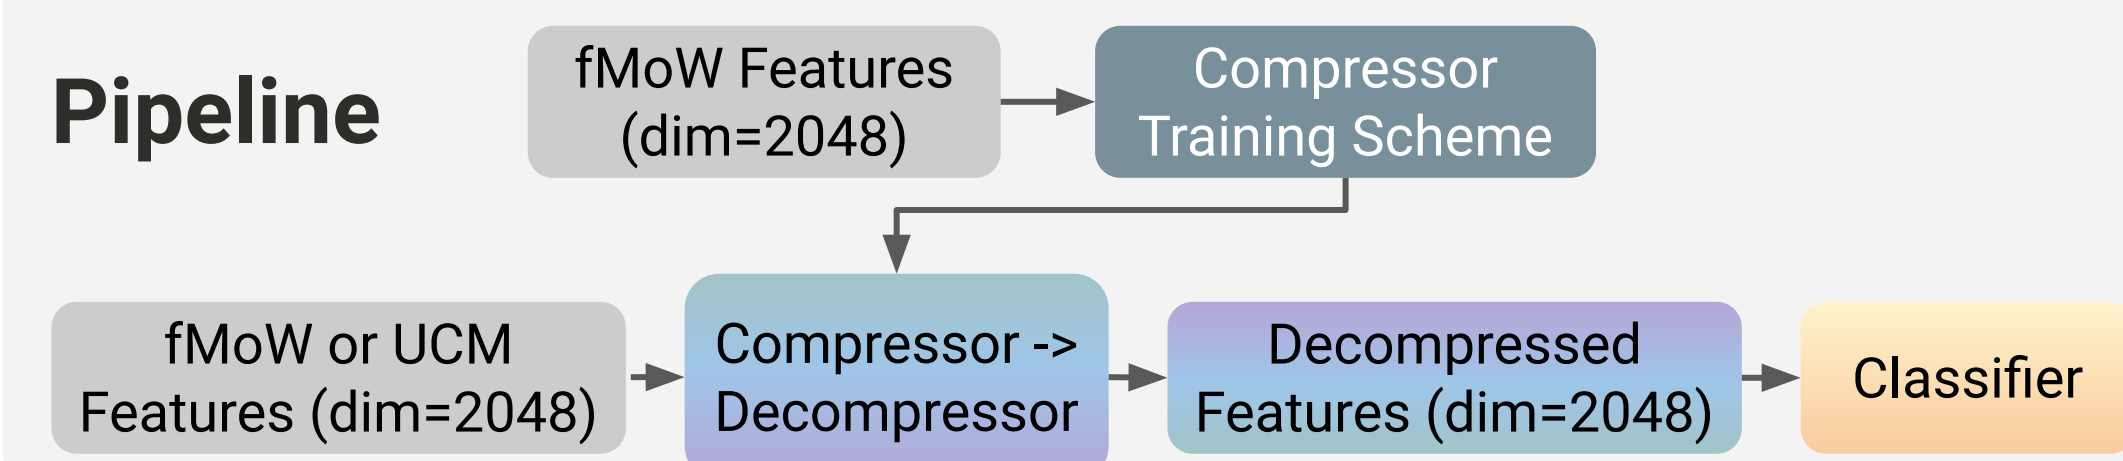 Pipeline
fMoW Features
(dim=2048)
Compressor
Training Scheme
fMoW or UCM
Features (dim=2048)
Compressor ->
Decompressor
Decompressed
Features (dim=2048)
Classifier